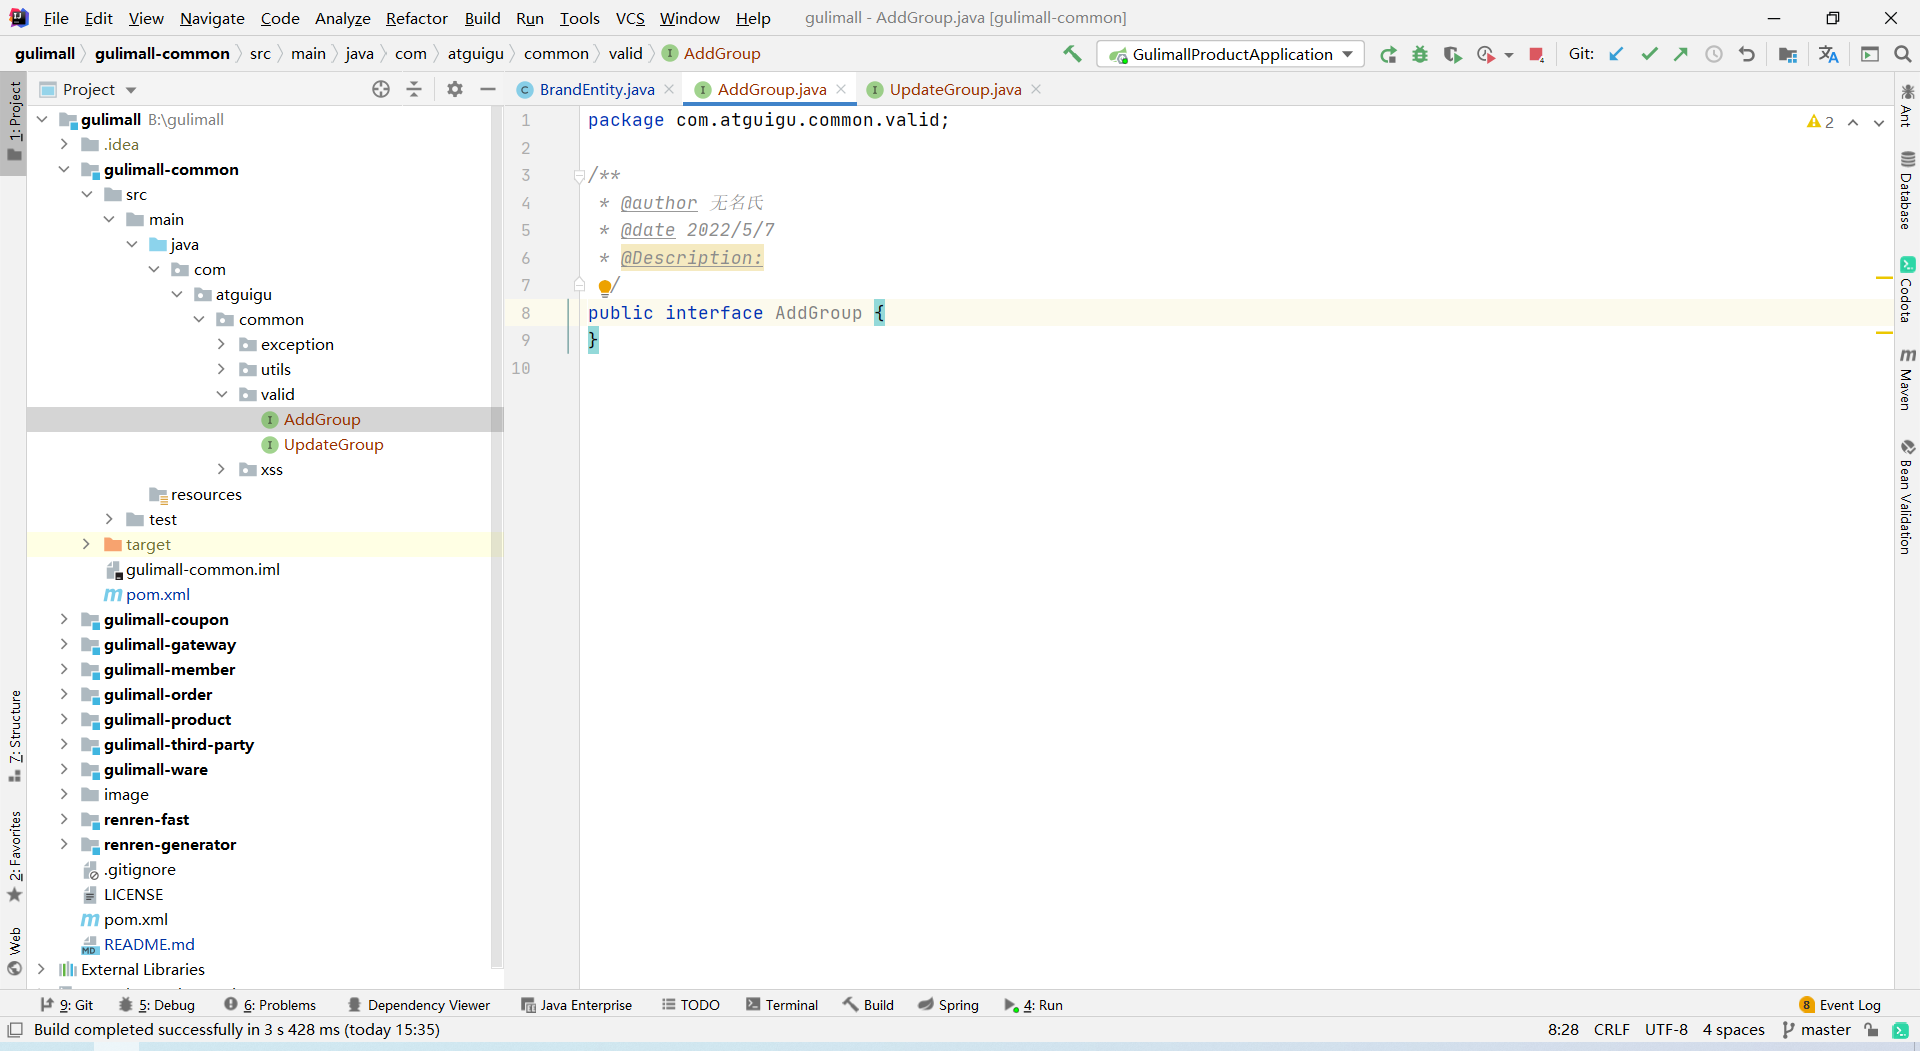 File Edit View Navigate Code Analyze Refactor Build Run Tools VCS Window Help gulimall - AddGroup.java [gulimall-common]
gulimall gulimall-common src main java com atguigu common valid AddGroup GulimallProductApplication Git:
Project BrandEntity.java AddGroup.java UpdateGroup.java
gulimall B:\gulimall
.idea
gulimall-common
src
main
java
com
atguigu
common
exception
utils
valid
AddGroup
UpdateGroup
xss
resources
test
target
gulimall-common.iml
pom.xml
gulimall-coupon
gulimall-gateway
gulimall-member
gulimall-order
gulimall-product
gulimall-third-party
gulimall-ware
image
renren-fast
renren-generator
.gitignore
LICENSE
pom.xml
README.md
External Libraries
1 package com.atguigu.common.valid;
2
3 /**
4 * @author 无名氏
5 * @date 2022/5/7
6 * @Description:
7 */
8 public interface AddGroup {
9 }
10
2
1: Project
7: Structure
2: Favorites
Web
Ant
Database
Codota
Maven
Bean Validation
9: Git 5: Debug 6: Problems Dependency Viewer Java Enterprise TODO Terminal Build Spring 4: Run 8 Event Log
Build completed successfully in 3 s 428 ms (today 15:35) 8:28 CRLF UTF-8 4 spaces master